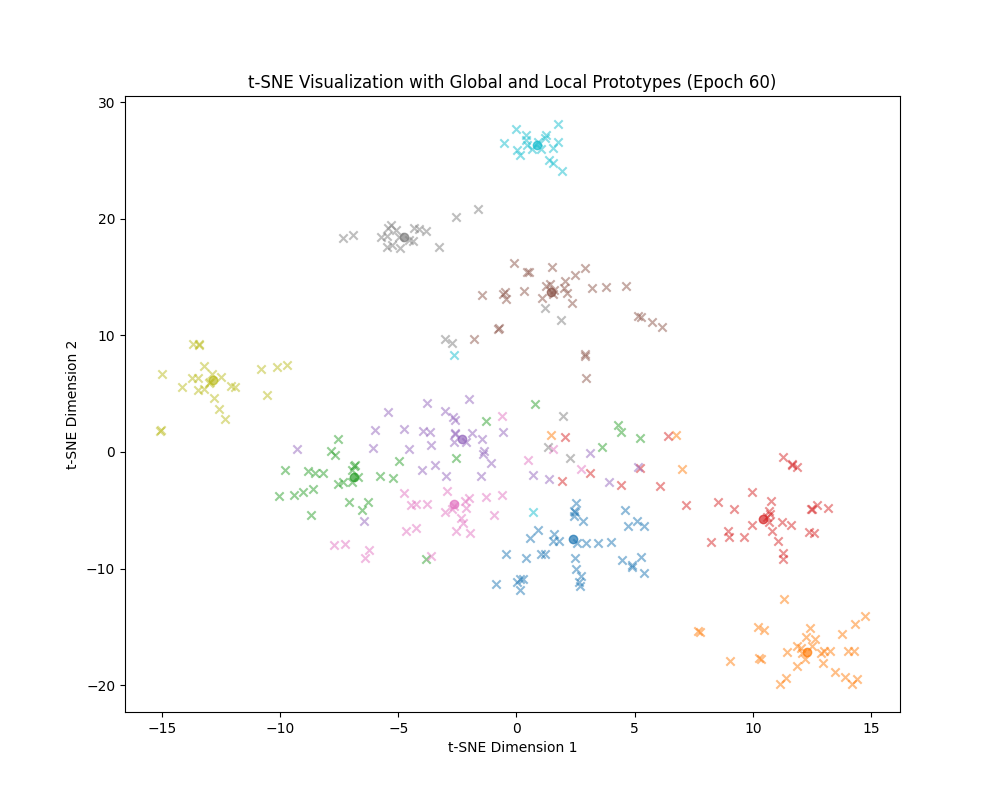 t-SNE Visualization with Global and Local Prototypes (Epoch 60)
30
20
10
0
−10
−20
t-SNE Dimension 2
−15 −10 −5 0 5 10 15
t-SNE Dimension 1